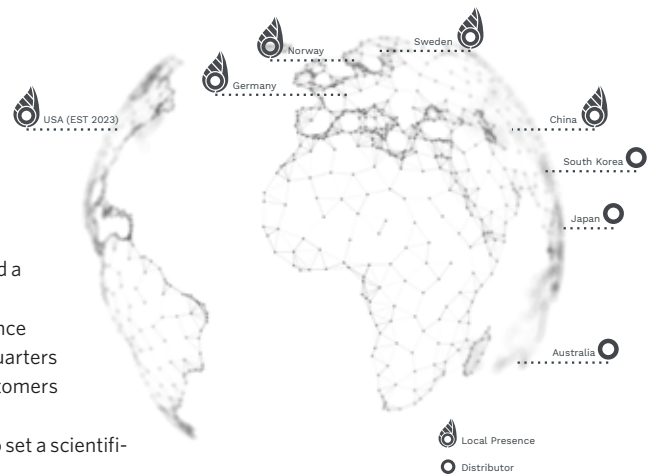 Sweden
Norway
Germany
USA (EST 2023)
China
South Korea
Japan
d a
nce
uarters
tomers
Australia
o set a scientifi-
Local Presence
Distributor